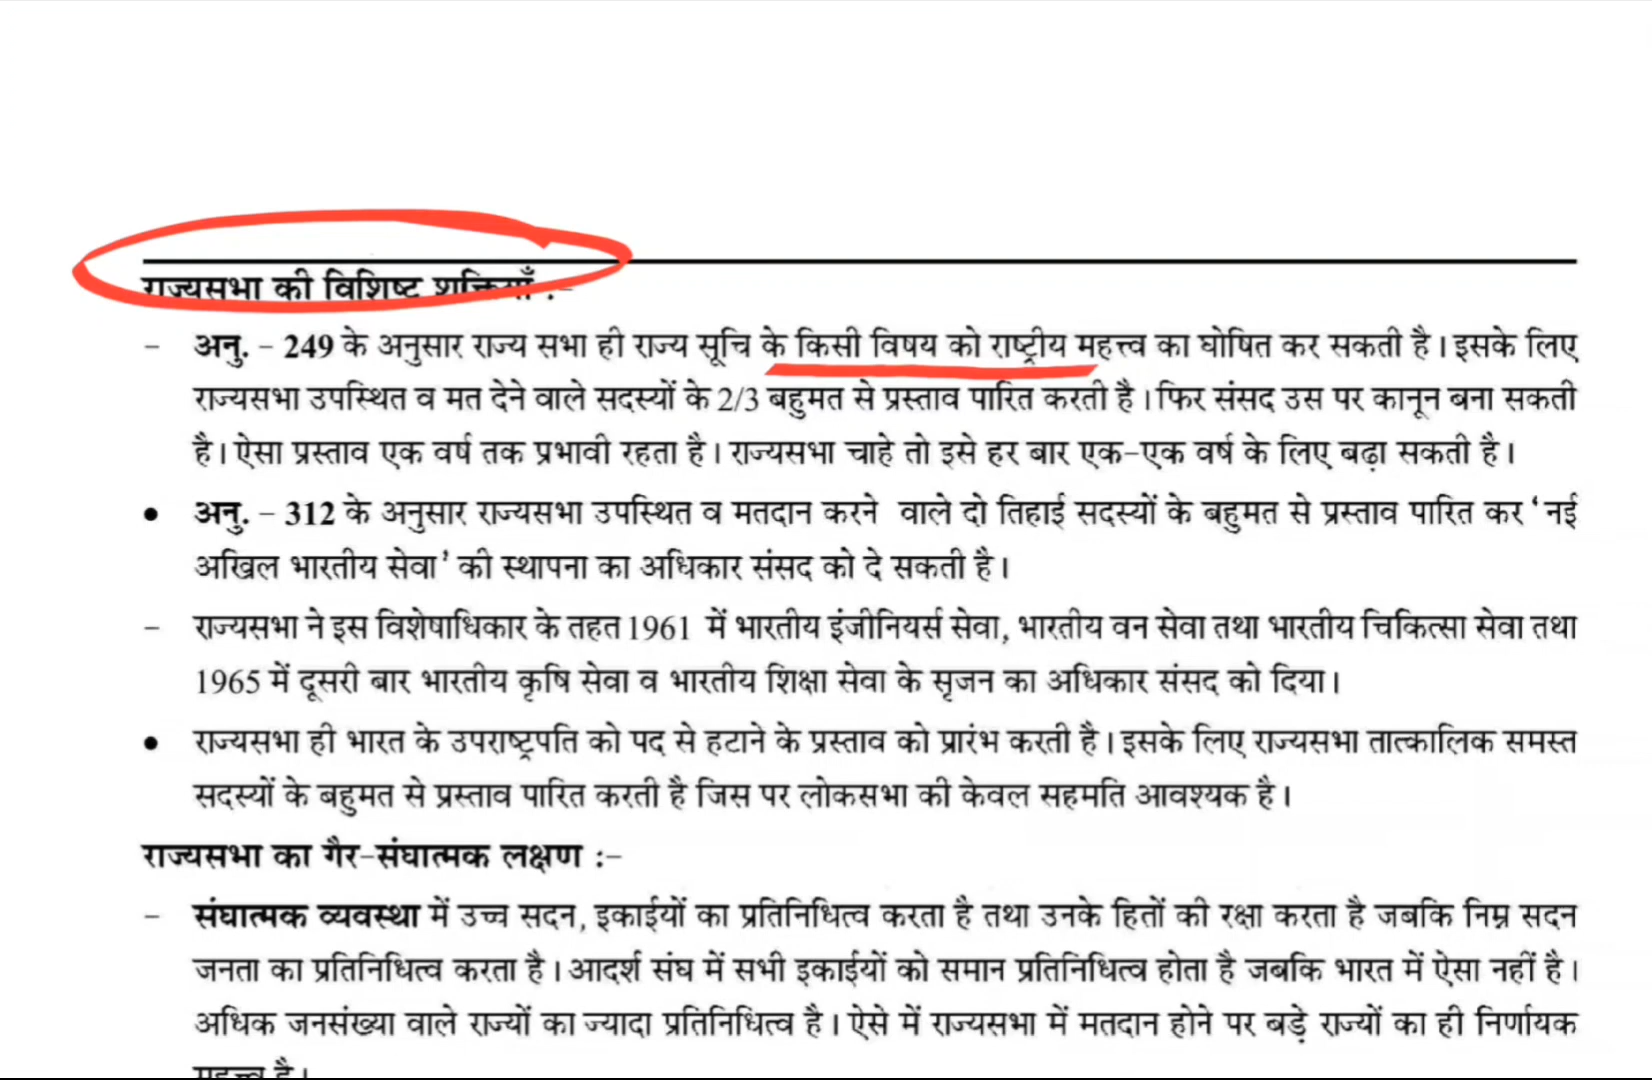 राज्यसभा की विशिष्ट शक्तियाँ :-
– अनु. – 249 के अनुसार राज्य सभा ही राज्य सूचि के किसी विषय को राष्ट्रीय महत्त्व का घोषित कर सकती है। इसके लिए
राज्यसभा उपस्थित व मत देने वाले सदस्यों के 2/3 बहुमत से प्रस्ताव पारित करती है। फिर संसद उस पर कानून बना सकती
है। ऐसा प्रस्ताव एक वर्ष तक प्रभावी रहता है। राज्यसभा चाहे तो इसे हर बार एक-एक वर्ष के लिए बढ़ा सकती है।
● अनु. – 312 के अनुसार राज्यसभा उपस्थित व मतदान करने वाले दो तिहाई सदस्यों के बहुमत से प्रस्ताव पारित कर ‘नई
अखिल भारतीय सेवा’ की स्थापना का अधिकार संसद को दे सकती है।
– राज्यसभा ने इस विशेषाधिकार के तहत 1961 में भारतीय इंजीनियर्स सेवा, भारतीय वन सेवा तथा भारतीय चिकित्सा सेवा तथा
1965 में दूसरी बार भारतीय कृषि सेवा व भारतीय शिक्षा सेवा के सृजन का अधिकार संसद को दिया।
● राज्यसभा ही भारत के उपराष्ट्रपति को पद से हटाने के प्रस्ताव को प्रारंभ करती है। इसके लिए राज्यसभा तात्कालिक समस्त
सदस्यों के बहुमत से प्रस्ताव पारित करती है जिस पर लोकसभा की केवल सहमति आवश्यक है।
राज्यसभा का गैर-संघात्मक लक्षण :-
– संघात्मक व्यवस्था में उच्च सदन, इकाईयों का प्रतिनिधित्व करता है तथा उनके हितों की रक्षा करता है जबकि निम्न सदन
जनता का प्रतिनिधित्व करता है। आदर्श संघ में सभी इकाईयों को समान प्रतिनिधित्व होता है जबकि भारत में ऐसा नहीं है।
अधिक जनसंख्या वाले राज्यों का ज्यादा प्रतिनिधित्व है। ऐसे में राज्यसभा में मतदान होने पर बड़े राज्यों का ही निर्णायक
महत्त्व है।